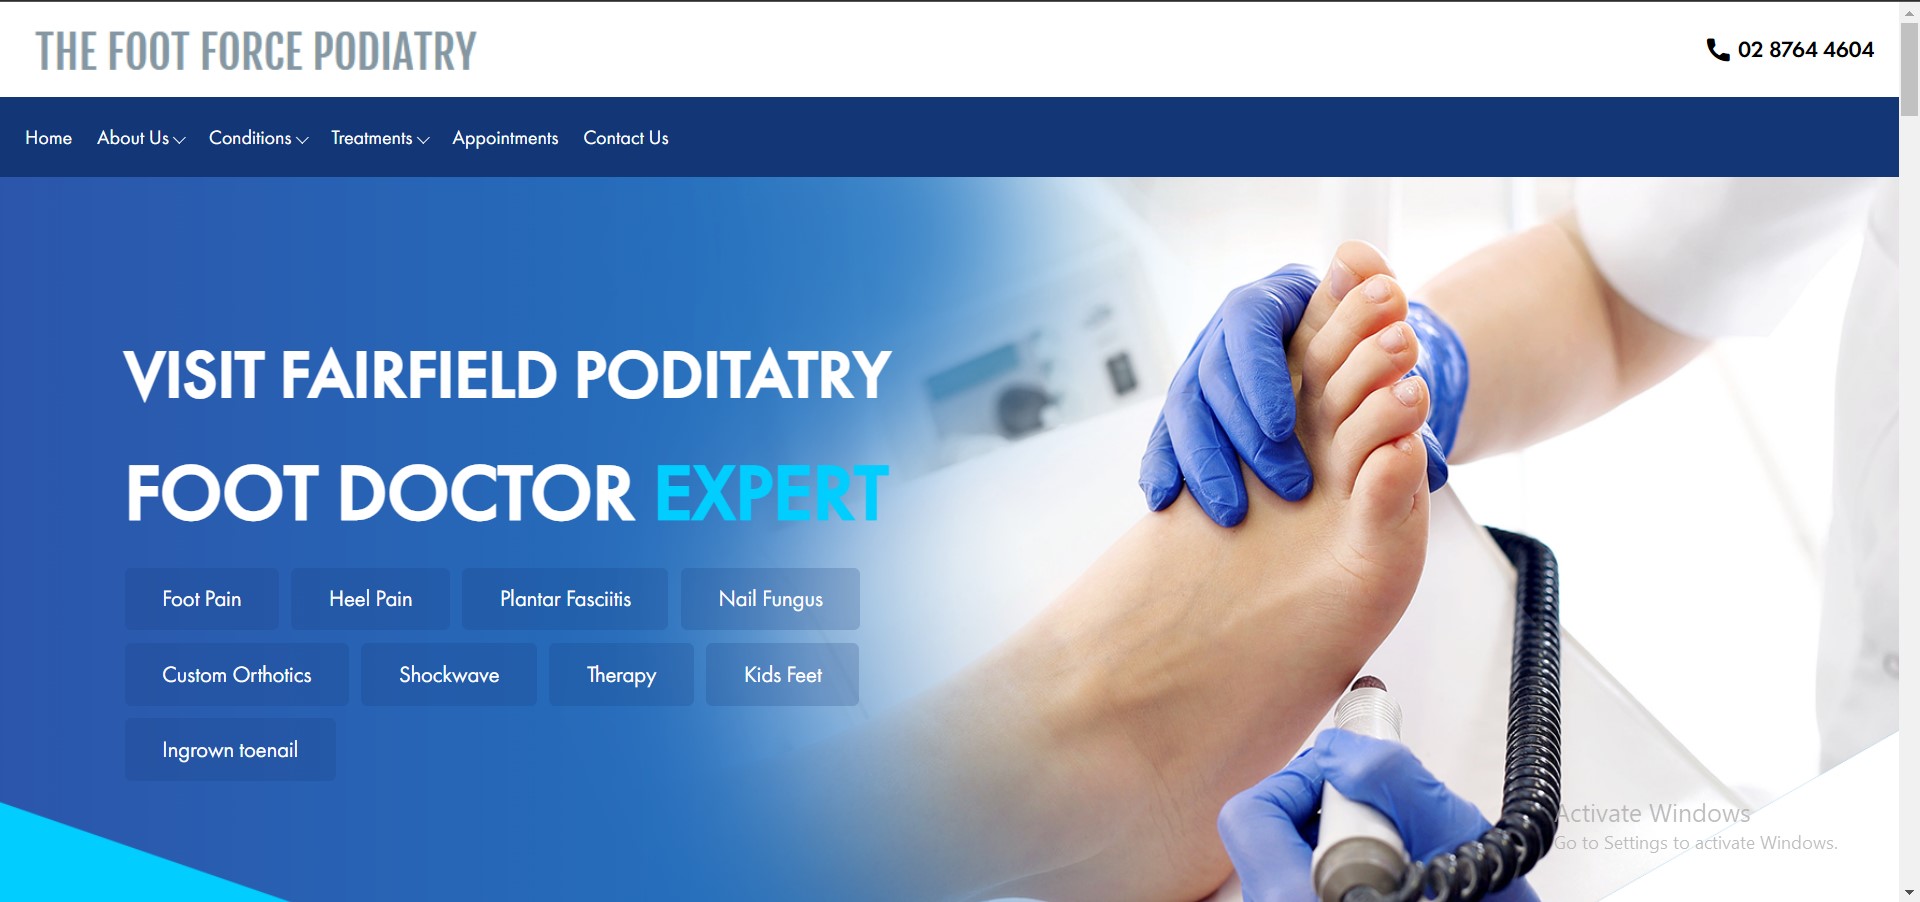 THE FOOT FORCE PODIATRY
02 8764 4604
Home About Us Conditions Treatments Appointments Contact Us
VISIT FAIRFIELD PODITATRY
FOOT DOCTOR EXPERT
Foot Pain Heel Pain Plantar Fasciitis Nail Fungus
Custom Orthotics Shockwave Therapy Kids Feet
Ingrown toenail
Activate Windows
Go to Settings to activate Windows.